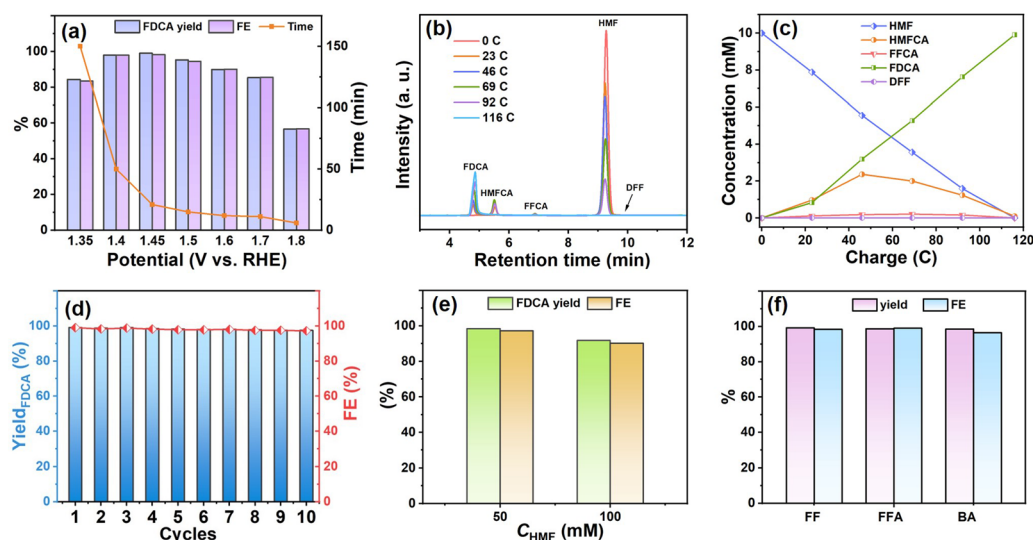 (a)
FDCA yield
FE
Time
100
80
60
40
20
0
%
150
100
50
0
Time (min)
1.35
1.4
1.45
1.5
1.6
1.7
1.8
Potential (V vs. RHE)
(b)
0 C
23 C
46 C
69 C
92 C
116 C
HMF
FDCA
HMFCA
FFCA
DFF
Intensity (a. u.)
4
6
8
10
12
Retention time (min)
(c)
HMF
HMFCA
FFCA
FDCA
DFF
10
8
6
4
2
0
Concentration (mM)
0
20
40
60
80
100
120
Charge (C)
(d)
120
100
80
60
40
20
0
YieldFDCA (%)
120
100
80
60
40
20
0
FE (%)
1
2
3
4
5
6
7
8
9
10
Cycles
(e)
FDCA yield
FE
120
100
80
60
40
20
0
(%)
50
100
CHMF (mM)
(f)
yield
FE
120
100
80
60
40
20
0
%
FF
FFA
BA